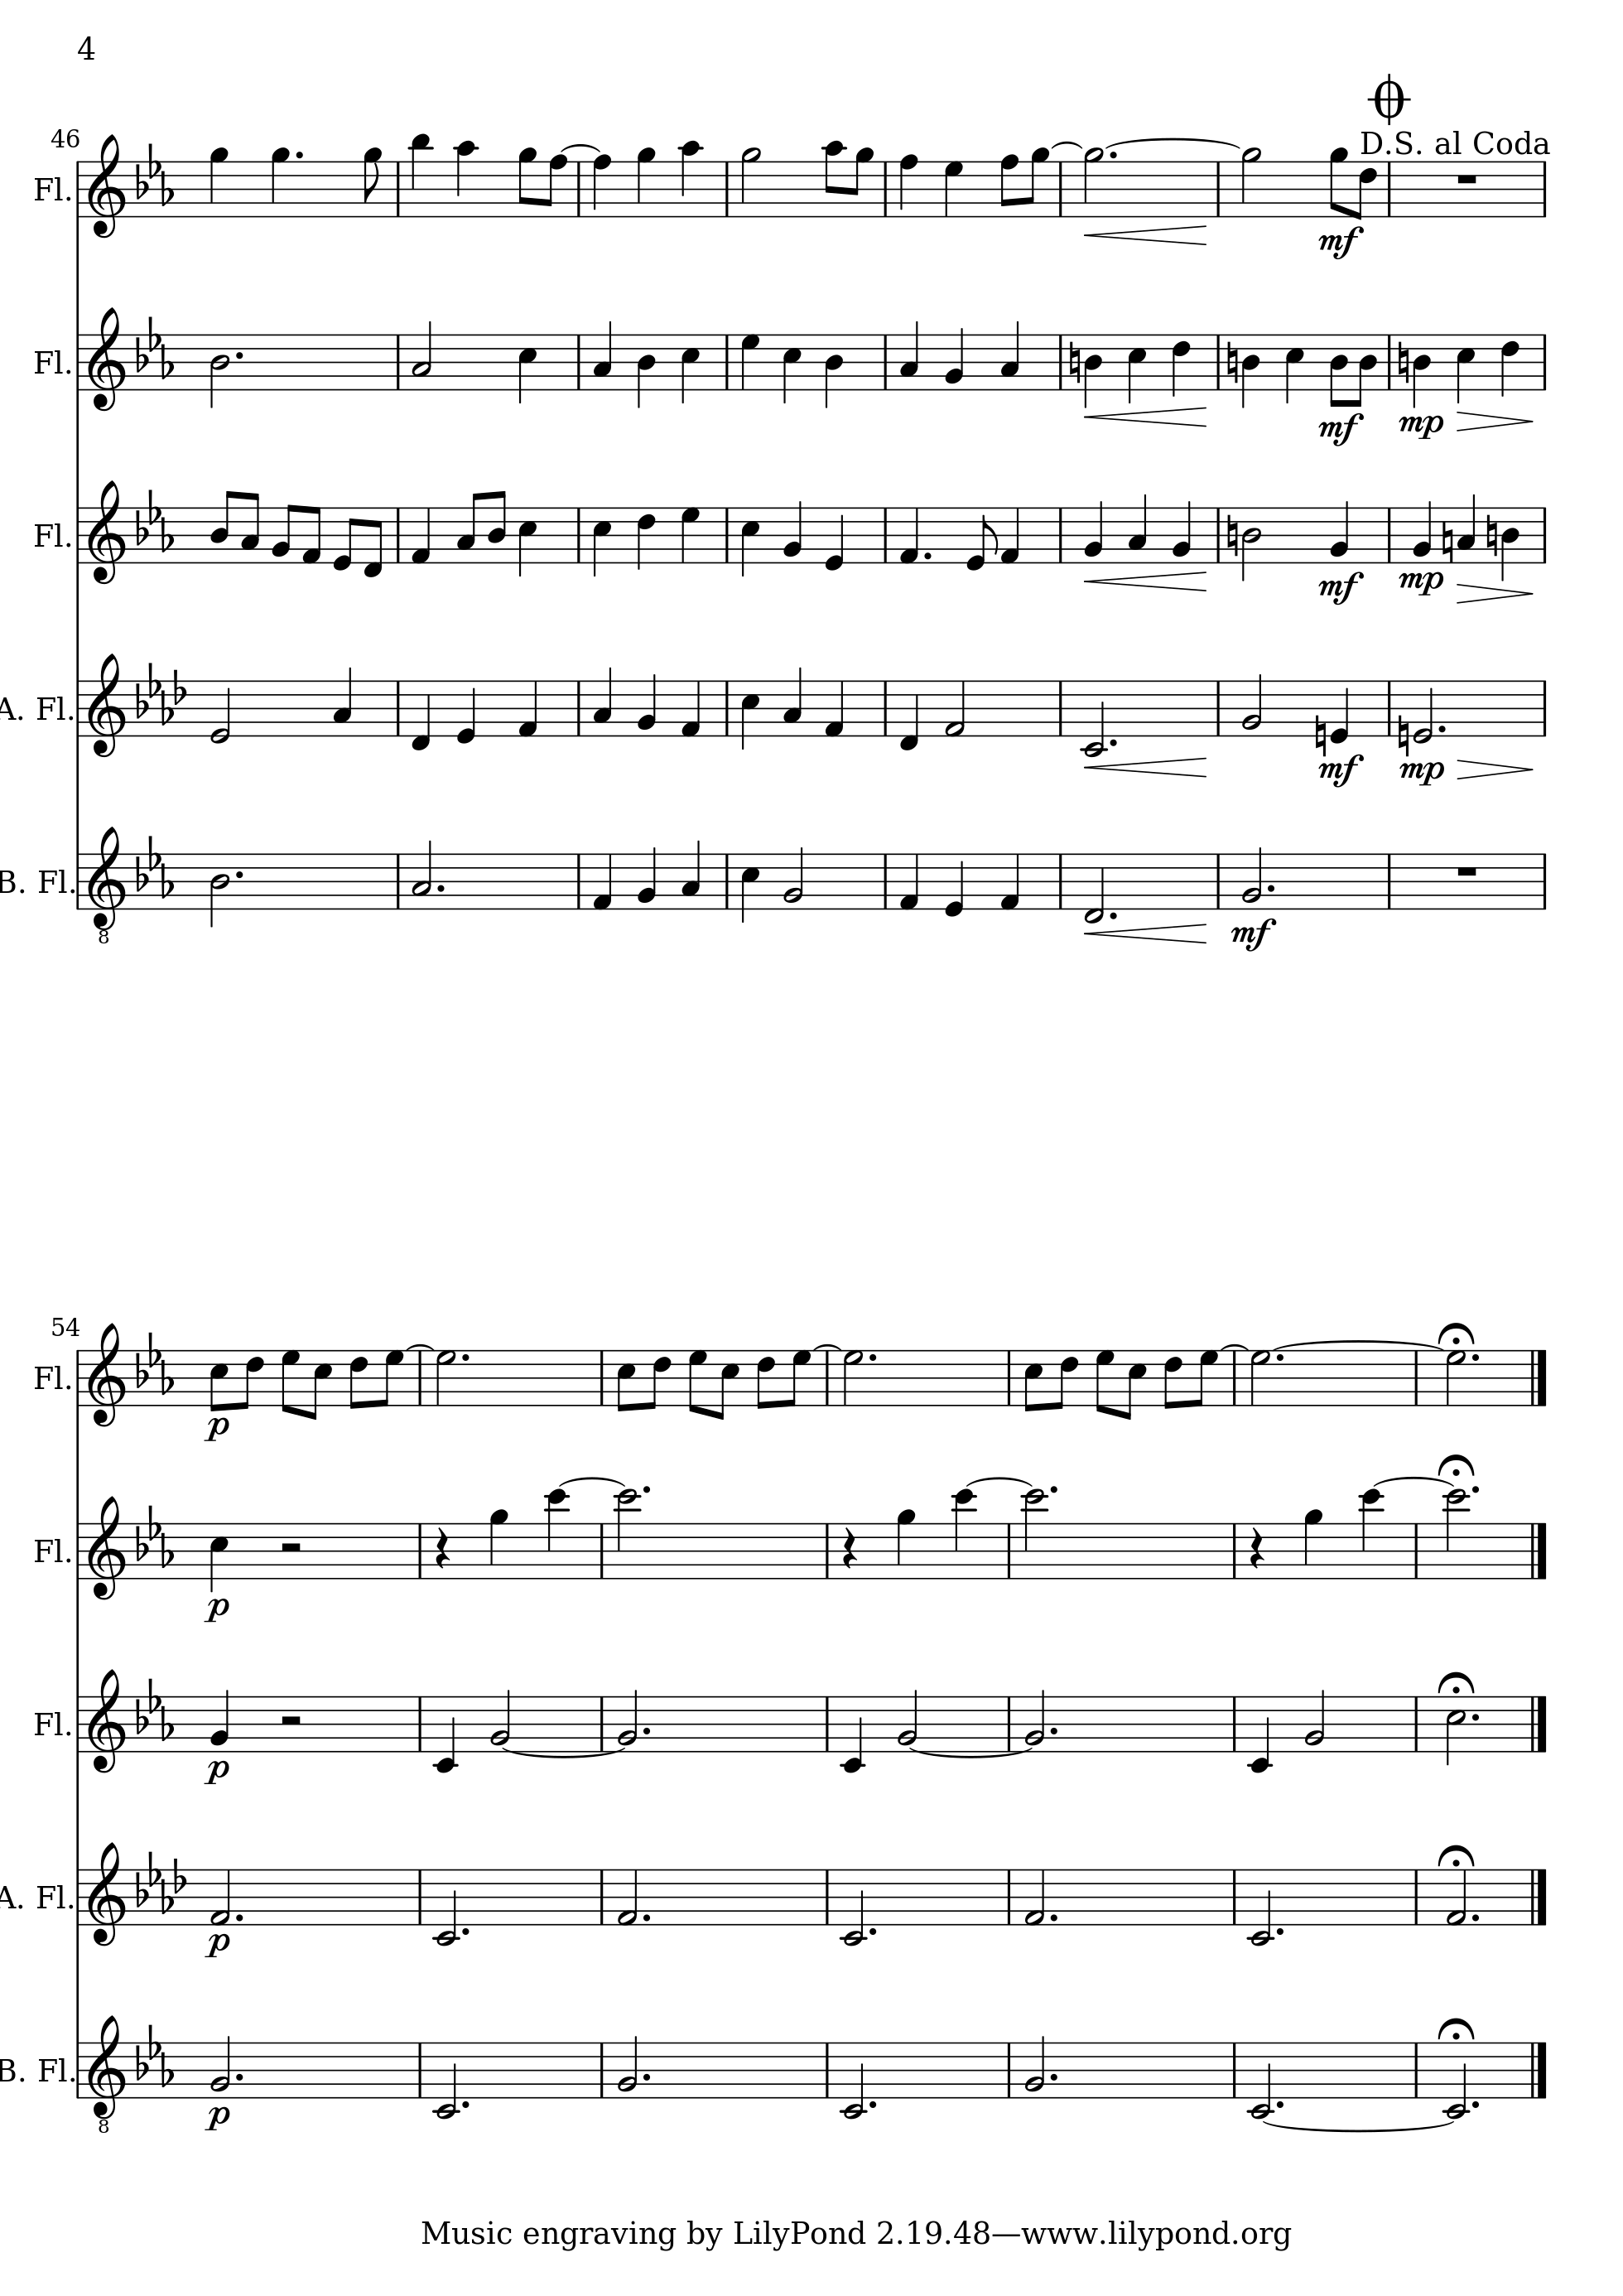 4
D.S. al Coda
46
Fl.
mf
Fl.
mf
mp
Fl.
mf
mp
A. Fl.
mf
mp
B. Fl.
8
mf
54
Fl.
p
Fl.
p
Fl.
p
A. Fl.
p
B. Fl.
8
p
Music engraving by LilyPond 2.19.48—www.lilypond.org